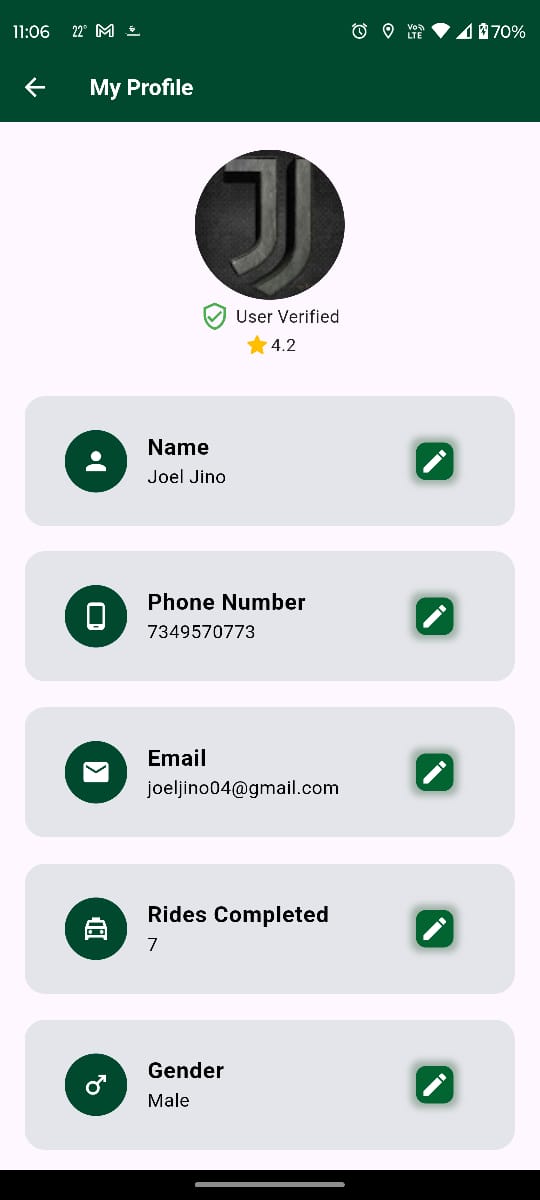 11:06 22° Vo LTE 70%
My Profile
User Verified
4.2
Name
Joel Jino
Phone Number
7349570773
Email
joeljino04@gmail.com
Rides Completed
7
Gender
Male